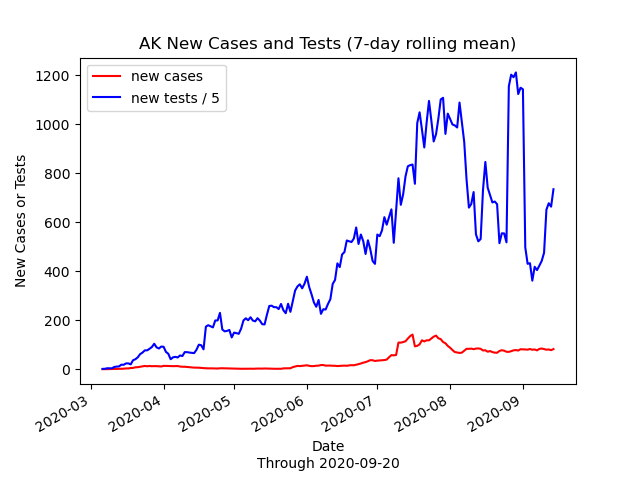 AK New Cases and Tests (7-day rolling mean)
new cases
new tests / 5
New Cases or Tests
1200
1000
800
600
400
200
0
2020-03
2020-04
2020-05
2020-06
2020-07
2020-08
2020-09
Date
Through 2020-09-20